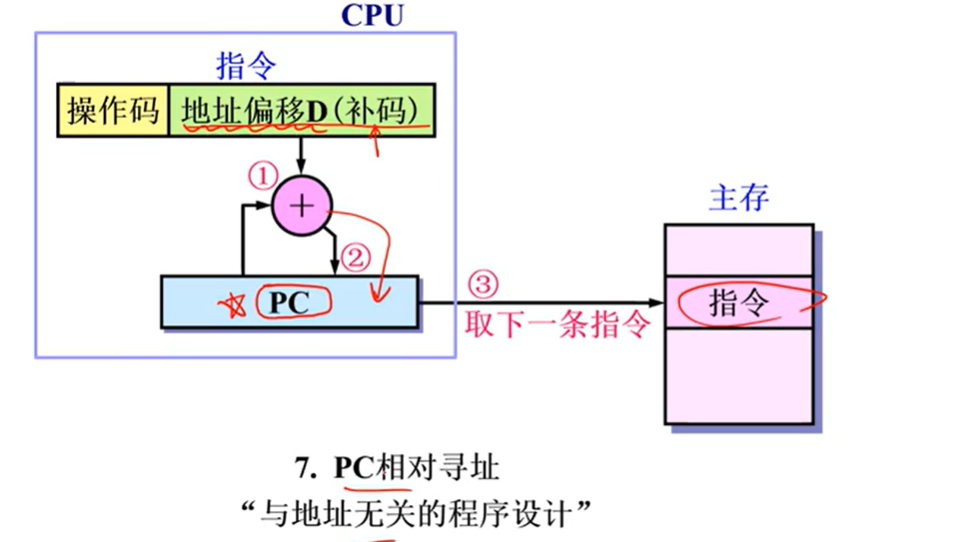 CPU
指令
操作码 地址偏移D(补码)
①
+
②
PC
主存
③
取下一条指令
指令
7. PC相对寻址
“与地址无关的程序设计”